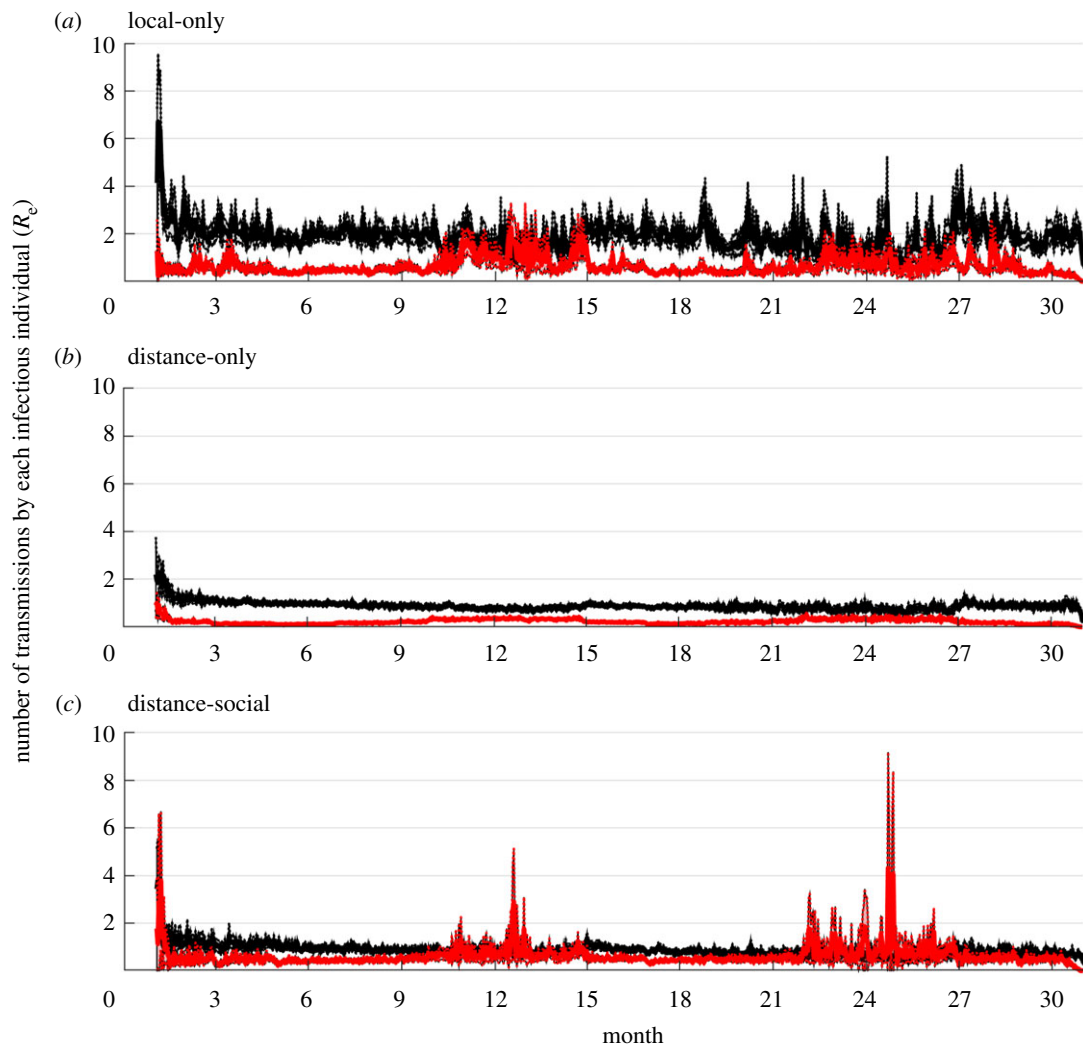 (a) local-only
10
8
6
4
2
0 3 6 9 12 15 18 21 24 27 30
(b) distance-only
10
8
6
4
2
0 3 6 9 12 15 18 21 24 27 30
(c) distance-social
10
8
6
4
2
0 3 6 9 12 15 18 21 24 27 30
month
number of transmissions by each infectious individual (Re)